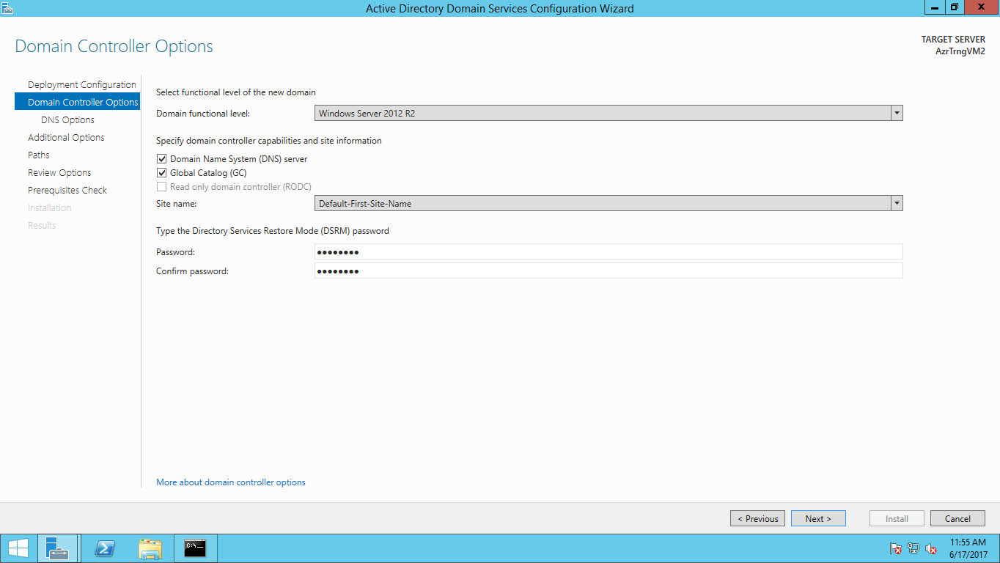 Active Directory Domain Services Configuration Wizard
Domain Controller Options
TARGET SERVER
AzrTrngVM2
Deployment Configuration
Domain Controller Options
DNS Options
Additional Options
Paths
Review Options
Prerequisites Check
Installation
Results
Select functional level of the new domain
Domain functional level: Windows Server 2012 R2
Specify domain controller capabilities and site information
Domain Name System (DNS) server
Global Catalog (GC)
Read only domain controller (RODC)
Site name: Default-First-Site-Name
Type the Directory Services Restore Mode (DSRM) password
Password: ●●●●●●●●
Confirm password: ●●●●●●●●
More about domain controller options
< Previous Next > Install Cancel
C:\
11:55 AM
6/17/2017